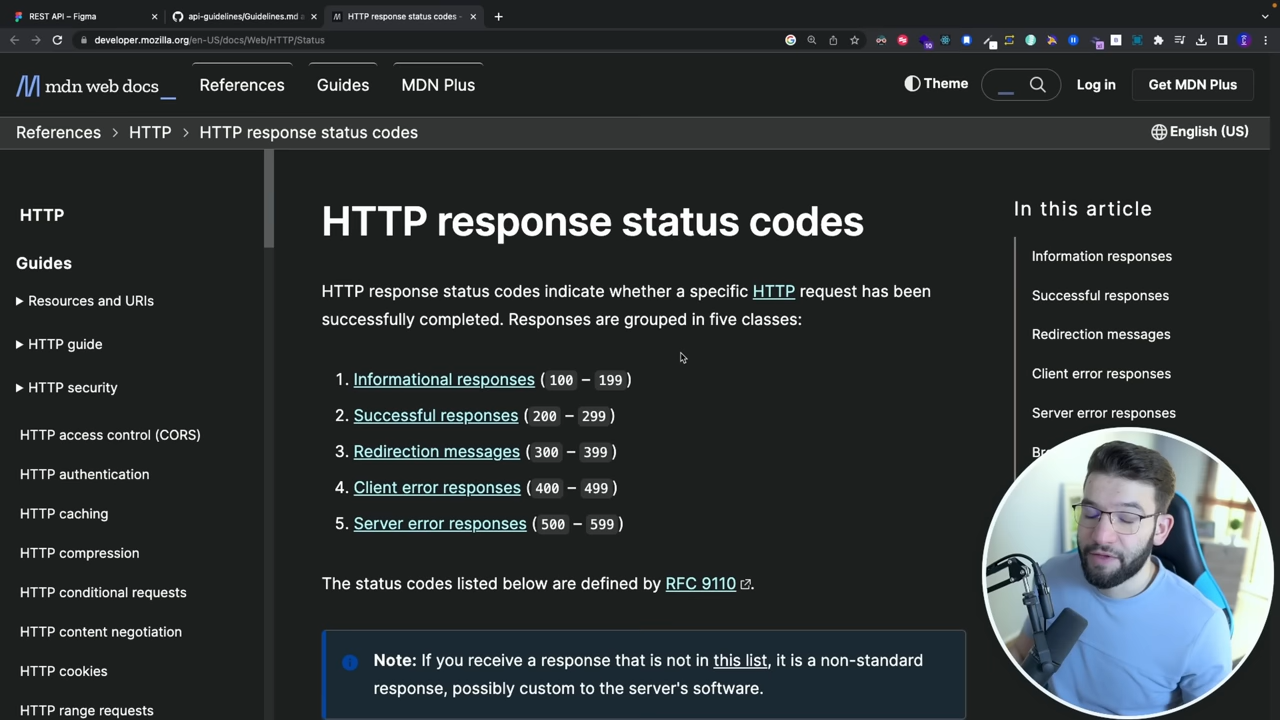 REST API – Figma
api-guidelines/Guidelines.md
HTTP response status codes -
developer.mozilla.org/en-US/docs/Web/HTTP/Status
mdn web docs_
References
Guides
MDN Plus
Theme
Log in
Get MDN Plus
References > HTTP > HTTP response status codes
English (US)
HTTP
Guides
Resources and URIs
HTTP guide
HTTP security
HTTP access control (CORS)
HTTP authentication
HTTP caching
HTTP compression
HTTP conditional requests
HTTP content negotiation
HTTP cookies
HTTP range requests
HTTP response status codes
HTTP response status codes indicate whether a specific HTTP request has been
successfully completed. Responses are grouped in five classes:
1. Informational responses (100 – 199)
2. Successful responses (200 – 299)
3. Redirection messages (300 – 399)
4. Client error responses (400 – 499)
5. Server error responses (500 – 599)
The status codes listed below are defined by RFC 9110.
Note: If you receive a response that is not in this list, it is a non-standard
response, possibly custom to the server's software.
In this article
Information responses
Successful responses
Redirection messages
Client error responses
Server error responses